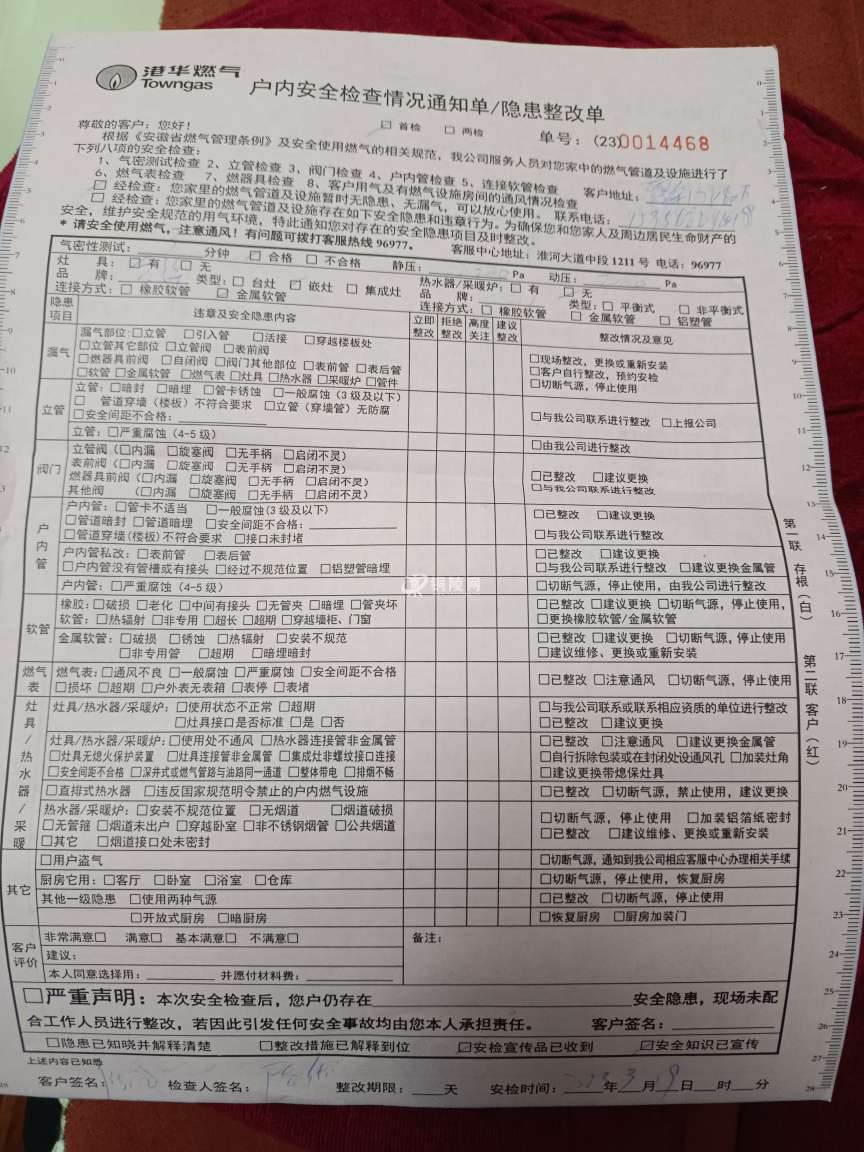 港华燃气
Towngas
户内安全检查情况通知单/隐患整改单
尊敬的客户：您好！ □ 首检 □ 两检 单号：(23)0014468
根据《安徽省燃气管理条例》及安全使用燃气的相关规范，我公司服务人员对您家中的燃气管道及设施进行了
下列八项的安全检查：
1、气密测试检查 2、立管检查 3、阀门检查 4、户内管检查 5、连接软管检查
6、燃气表检查 7、燃器具检查 8、客户用气及有燃气设施房间的通风情况检查 客户地址：
□ 经检查：您家里的燃气管道及设施暂时无隐患、无漏气，可以放心使用。 联系电话：
□ 经检查：您家里的燃气管道及设施存在如下安全隐患和违章行为。为确保您和您家人及周边居民生命财产的
安全，维护安全规范的用气环境，特此通知您对存在的安全隐患项目及时整改。
* 请安全使用燃气，注意通风！有问题可拨打客服热线 96977。 客服中心地址：淮河大道中段 1211 号 电话：96977
气密性测试： 分钟 □ 合格 □ 不合格 静压： Pa 动压： Pa
灶 具：□ 有 □ 无 热水器/采暖炉：□ 有 □ 无
品 牌： 类型：□ 台灶 □ 嵌灶 □ 集成灶 品 牌： 类型：□ 平衡式 □ 非平衡式
连接方式：□ 橡胶软管 □ 金属软管 连接方式：□ 橡胶软管 □ 金属软管 □ 铝塑管
隐患项目 违章及安全隐患内容 立即整改 拒绝整改 高度关注 建议整改 整改情况及意见
漏气 漏气部位：□立管 □引入管 □活接 □穿越楼板处
□立管其它部位 □立管阀 □表前阀
□燃器具前阀 □自闭阀 □阀门其他部位 □表前管 □表后管
□软管 □金属软管 □燃气表 □灶具 □热水器 □采暖炉 □管件
□现场整改，更换或重新安装
□客户自行整改，预约安检
□切断气源，停止使用
立管 立管：□暗封 □暗埋 □管卡锈蚀 □一般腐蚀（3 级及以下）
□ 管道穿墙（楼板）不符合要求 □立管（穿墙管）无防腐
□安全间距不合格：
□与我公司联系进行整改 □上报公司
立管：□严重腐蚀（4-5 级） □由我公司进行整改
阀门 立管阀（□内漏 □旋塞阀 □无手柄 □启闭不灵）
表前阀（□内漏 □旋塞阀 □无手柄 □启闭不灵）
燃器具前阀（□内漏 □旋塞阀 □无手柄 □启闭不灵）
其他阀 （□内漏 □旋塞阀 □无手柄 □启闭不灵）
□已整改 □建议更换
□与我公司联系进行整改
户内管 户内管：□管卡不适当 □一般腐蚀(3 级及以下)
□管道暗封 □管道暗埋 □安全间距不合格：
□管道穿墙(楼板)不符合要求 □接口未封堵
□已整改 □建议更换
□与我公司联系进行整改
户内管私改：□表前管 □表后管
□户内管没有管槽或有接头 □经过不规范位置 □铝塑管暗埋
□已整改 □建议更换
□与我公司联系进行整改 □建议更换金属管
户内管：□严重腐蚀（4-5 级） □切断气源，停止使用，由我公司进行整改
软管 橡胶：□破损 □老化 □中间有接头 □无管夹 □暗埋 □管夹坏
软管：□热辐射 □非专用 □超长 □超期 □穿越墙柜、门窗
□已整改 □建议更换 □切断气源，停止使用，
□更换橡胶软管/金属软管
金属软管：□破损 □锈蚀 □热辐射 □安装不规范
□非专用管 □超期 □暗埋暗封
□已整改 □建议更换 □切断气源，停止使用
□建议维修、更换或重新安装
燃气表 燃气表：□通风不良 □一般腐蚀 □严重腐蚀 □安全间距不合格
□损坏 □超期 □户外表无表箱 □表停 □表堵
□已整改 □注意通风 □切断气源，停止使用
灶具/热水器/采暖 灶具/热水器/采暖炉：□使用状态不正常 □超期
□灶具接口是否标准 □是 □否
□与我公司联系或联系相应资质的单位进行整改
□已整改 □建议更换
灶具/热水器/采暖炉：□使用处不通风 □热水器连接管非金属管
□灶具无熄火保护装置 □灶具连接管非金属管 □集成灶非螺纹接口连接
□安全间距不合格 □深井式或燃气管路与油路同一通道 □整体带电 □排烟不畅
□已整改 □注意通风 □建议更换金属管
□自行拆除包装或在封闭处设通风孔 □加装灶角
□建议更换带熄保灶具
□直排式热水器 □违反国家规范明令禁止的户内燃气设施 □已整改 □切断气源，禁止使用，建议更换
热水器/采暖炉：□安装不规范位置 □无烟道 □烟道破损
□无管箍 □烟道未出户 □穿越卧室 □非不锈钢烟管 □公共烟道
□其它 □烟道接口处未密封
□切断气源，停止使用 □加装铝箔纸密封
□已整改 □建议维修、更换或重新安装
其它 □用户盗气 □切断气源，通知到我公司相应客服中心办理相关手续
厨房它用：□客厅 □卧室 □浴室 □仓库 □切断气源，停止使用，恢复厨房
其他一级隐患 □使用两种气源 □已整改 □切断气源，停止使用
□开放式厨房 □暗厨房 □恢复厨房 □厨房加装门
客户评价 非常满意□ 满意□ 基本满意□ 不满意□ 备注：
建议：
本人同意选择用： 并愿付材料费：
□严重声明：本次安全检查后，您户仍存在 安全隐患，现场未配
合工作人员进行整改，若因此引发任何安全事故均由您本人承担责任。 客户签名：
□隐患已知晓并解释清楚 □整改措施已解释到位 ☑安检宣传品已收到 ☑安全知识已宣传
上述内容已知悉
客户签名： 检查人签名： 整改期限： 天 安检时间：2023年3月19日 时 分
第一联 存根（白） 第二联 客户（红）
铜陵网